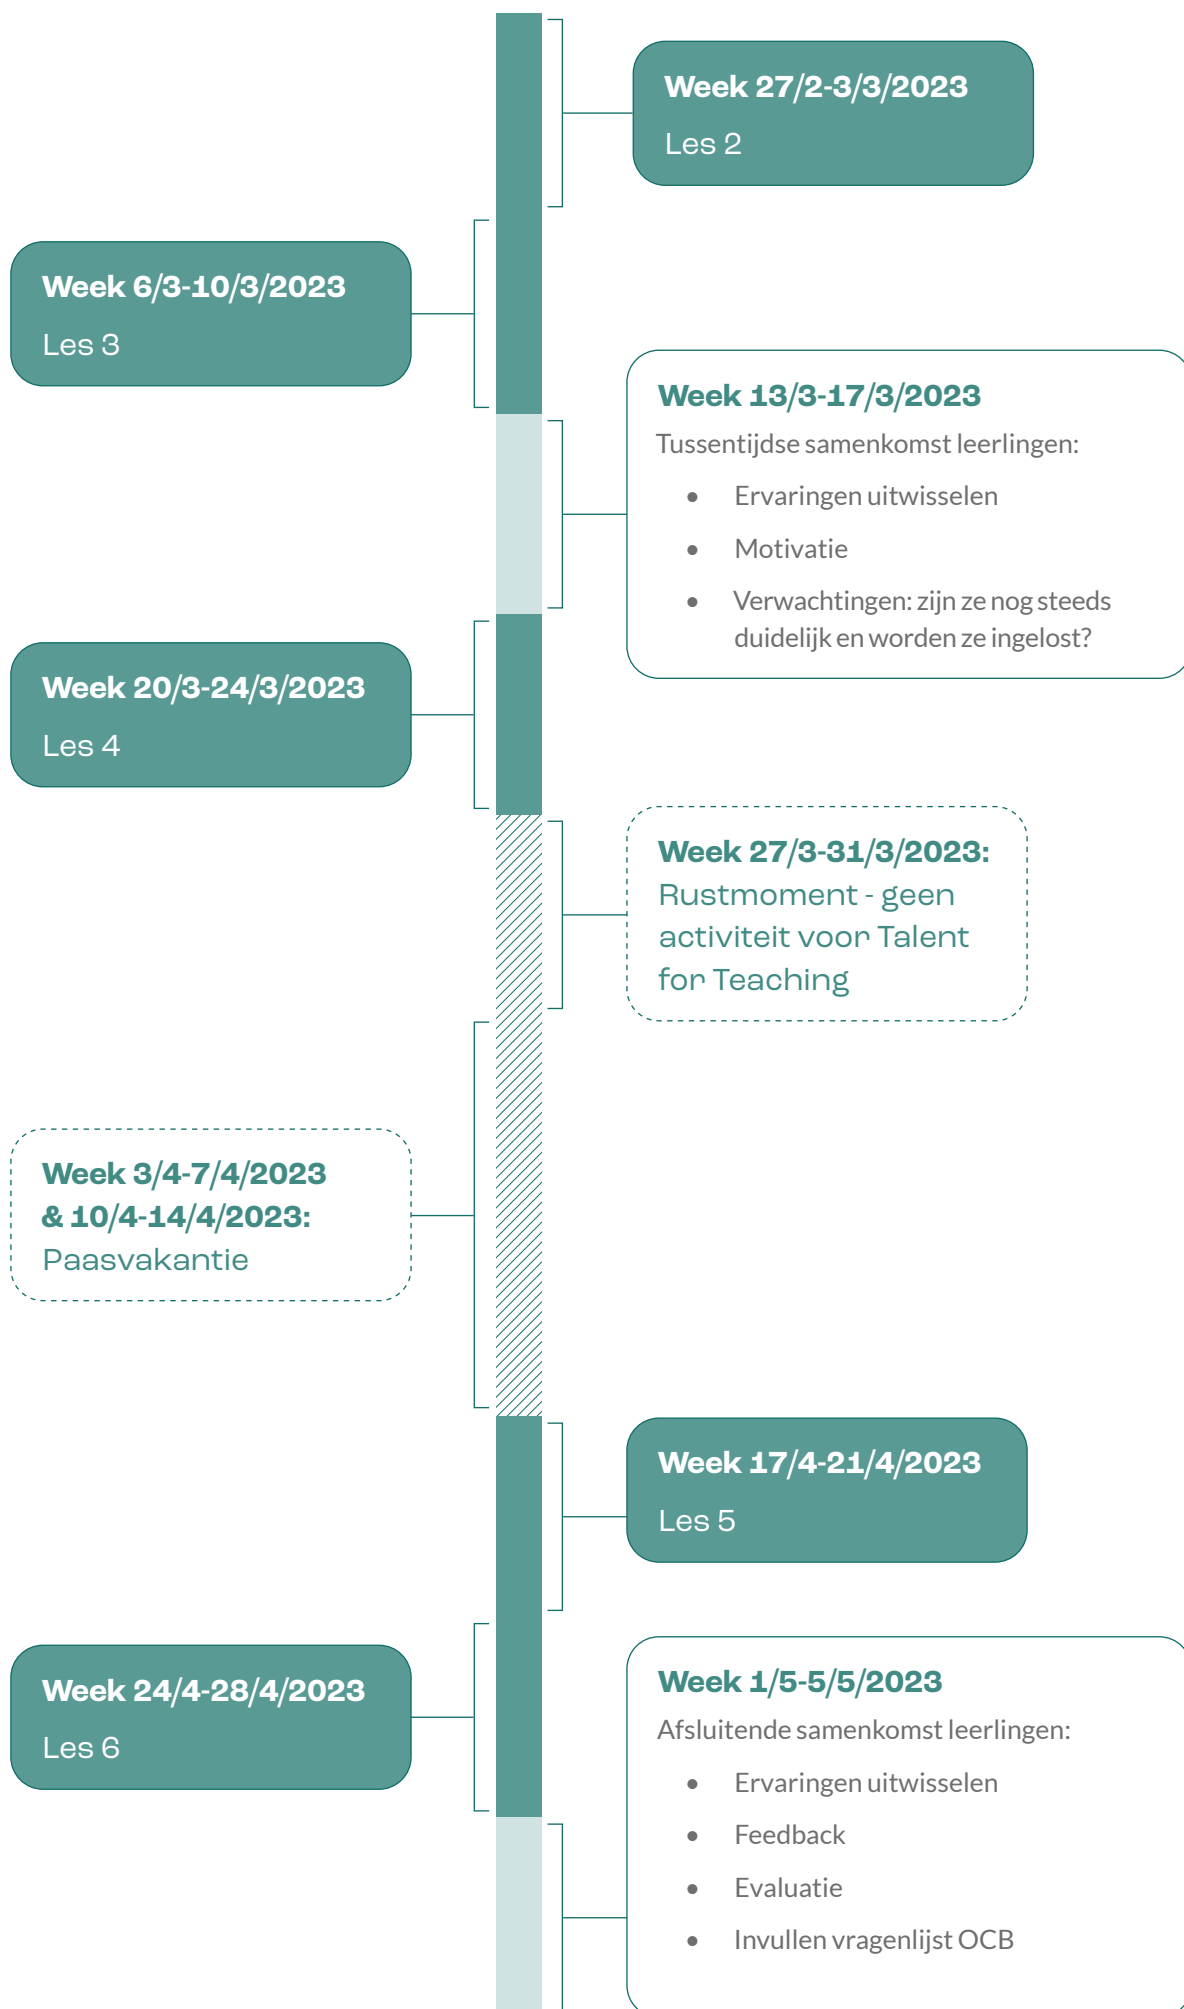 Week 27/2-3/3/2023
Les 2
Week 6/3-10/3/2023
Les 3
Week 13/3-17/3/2023
Tussentijdse samenkomst leerlingen:
• Ervaringen uitwisselen
• Motivatie
• Verwachtingen: zijn ze nog steeds
duidelijk en worden ze ingelost?
Week 20/3-24/3/2023
Les 4
Week 27/3-31/3/2023:
Rustmoment - geen
activiteit voor Talent
for Teaching
Week 3/4-7/4/2023
& 10/4-14/4/2023:
Paasvakantie
Week 17/4-21/4/2023
Les 5
Week 24/4-28/4/2023
Les 6
Week 1/5-5/5/2023
Afsluitende samenkomst leerlingen:
• Ervaringen uitwisselen
• Feedback
• Evaluatie
• Invullen vragenlijst OCB